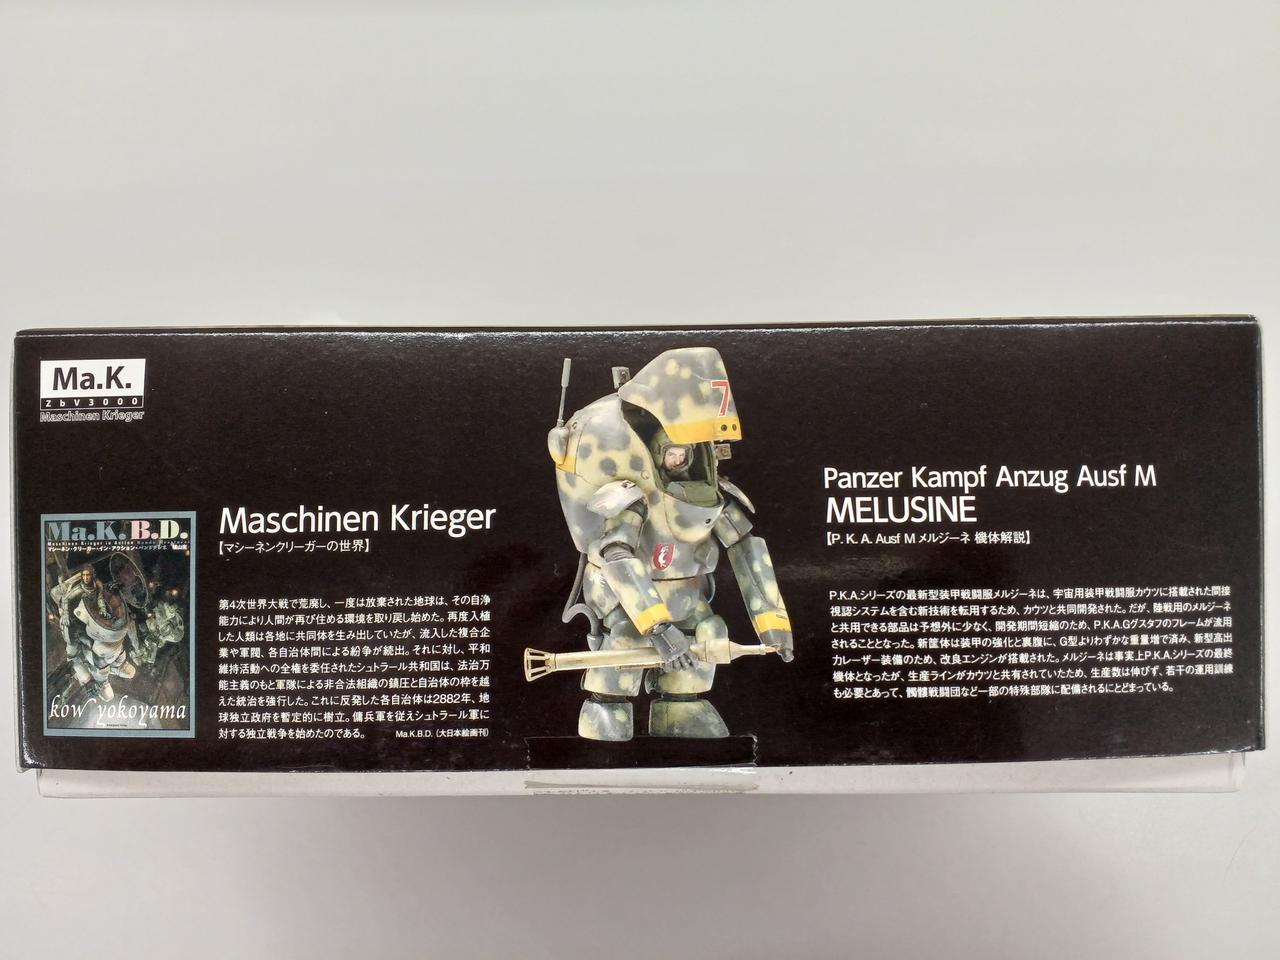 Ma.K.
ZbV3000
Maschinen Krieger
Ma.K.B.D.
Maschinen Krieger in Action
kow yokoyama
Maschinen Krieger
【マシーネンクリーガーの世界】
第4次世界大戦で荒廃し、一度は放棄された地球は、その自浄
能力により人間が再び住める環境を取り戻し始めた。再度入植
した人類は各地に共同体を生み出していたが、流入した複合企
業や軍閥、各自治体間による紛争が続出。それに対し、平和
維持活動への全権を委任されたシュトラール共和国は、法治万
能主義のもと軍隊による非合法組織の鎮圧と自治体の枠を越
えた統治を強行した。これに反発した各自治体は2882年、地
球独立政府を暫定的に樹立。傭兵軍を従えシュトラール軍に
対する独立戦争を始めたのである。
Ma.K.B.D. (大日本絵画刊)
7
Panzer Kampf Anzug Ausf M
MELUSINE
【P. K. A. Ausf M メルジーネ 機体解説】
P.K.A.シリーズの最新型装甲戦闘服メルジーネは、宇宙用装甲戦闘服カウツに搭載された間接
視認システムを含む新技術を転用するため、カウツと共同開発された。だが、陸戦用のメルジーネ
と共用できる部品は予想外に少なく、開発期間短縮のため、P.K.A.Gグスタフのフレームが流用
されることとなった。新筐体は装甲の強化と裏腹に、G型よりわずかな重量増で済み、新型高出
力レーザー装備のため、改良エンジンが搭載された。メルジーネは事実上P.K.A.シリーズの最終
機体となったが、生産ラインがカウツと共有されていたため、生産数は伸びず、若干の運用訓練
も必要とあって、髑髏戦闘団など一部の特殊部隊に配備されるにとどまっている。